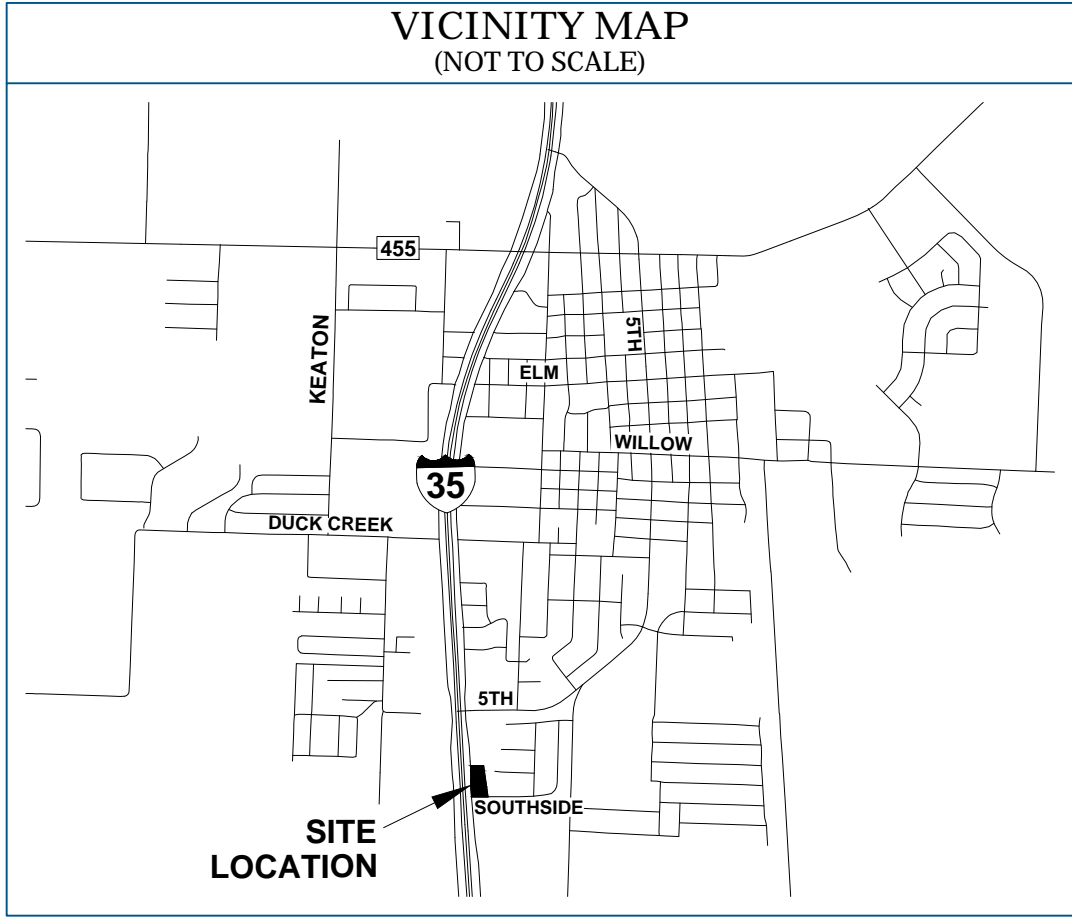 VICINITY MAP
(NOT TO SCALE)
455
KEATON
5TH
ELM
WILLOW
35
DUCK CREEK
5TH
SOUTHSIDE
SITE
LOCATION